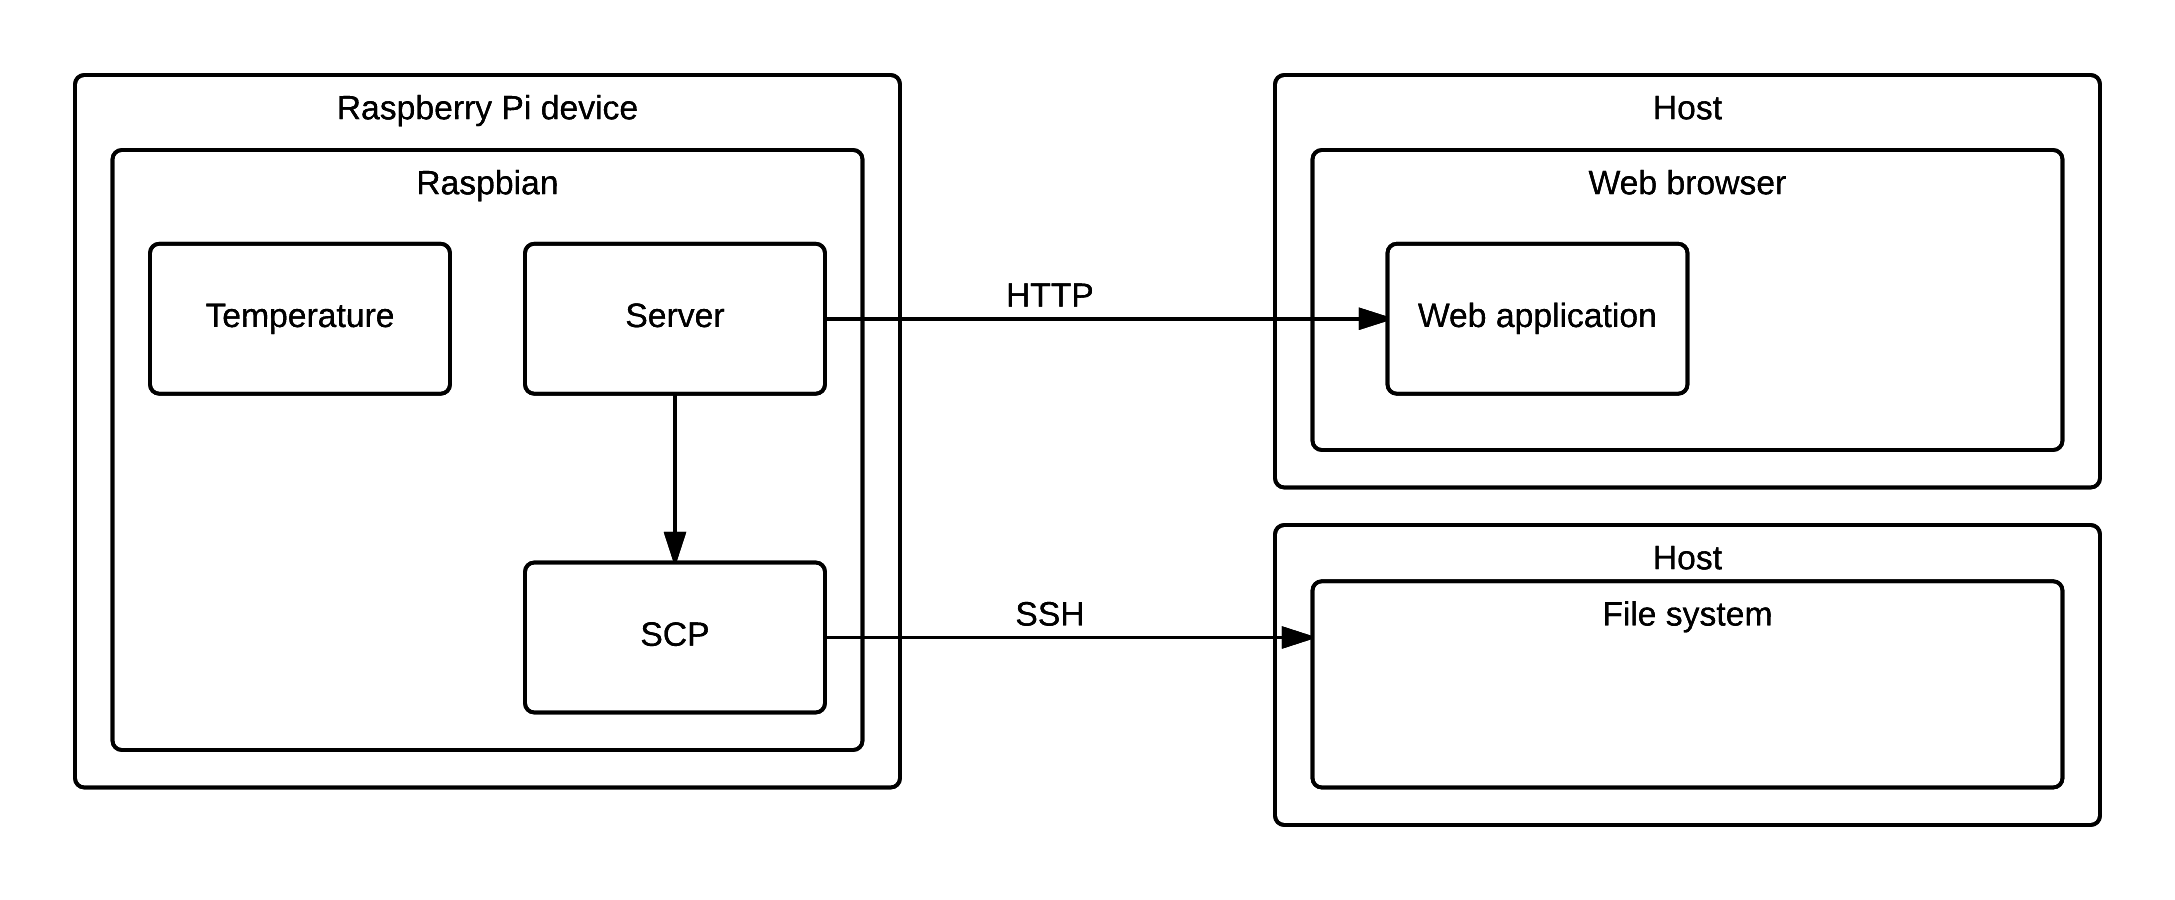 Raspberry Pi device
Raspbian
Temperature
Server
SCP
HTTP
SSH
Host
Web browser
Web application
Host
File system